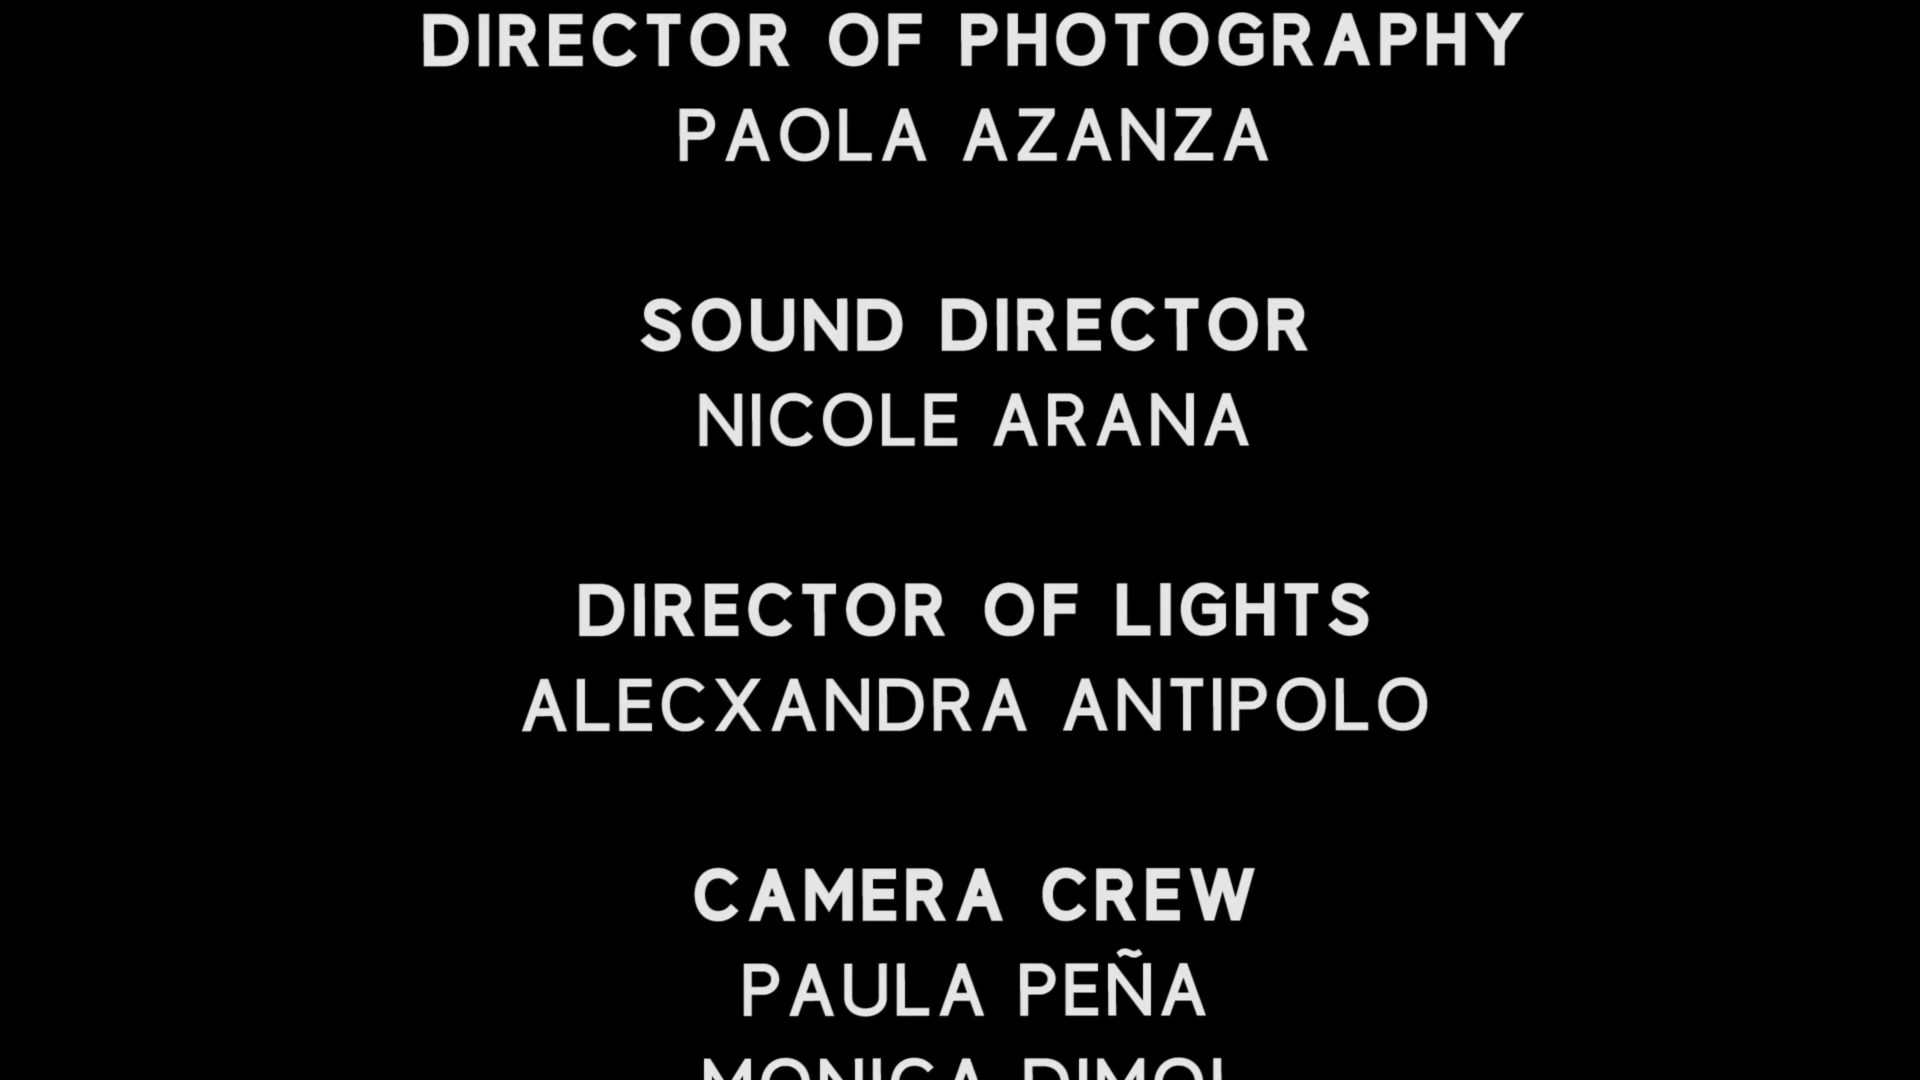 DIRECTOR OF PHOTOGRAPHY
PAOLA AZANZA
SOUND DIRECTOR
NICOLE ARANA
DIRECTOR OF LIGHTS
ALECXANDRA ANTIPOLO
CAMERA CREW
PAULA PEÑA
MONICA